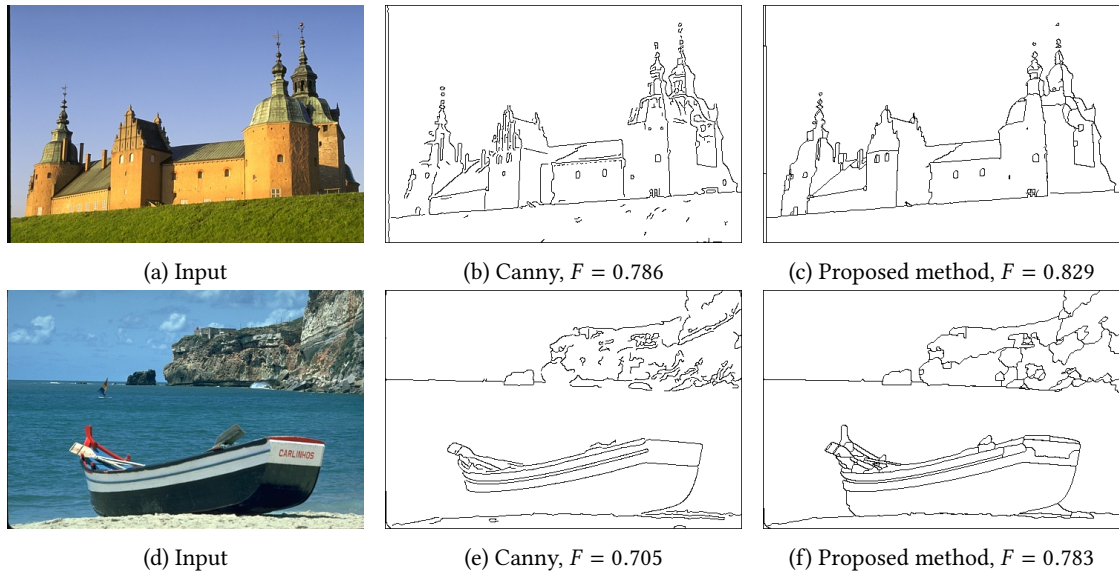 (a) Input
(b) Canny, F = 0.786
(c) Proposed method, F = 0.829
CARLINHOS
(d) Input
(e) Canny, F = 0.705
(f) Proposed method, F = 0.783